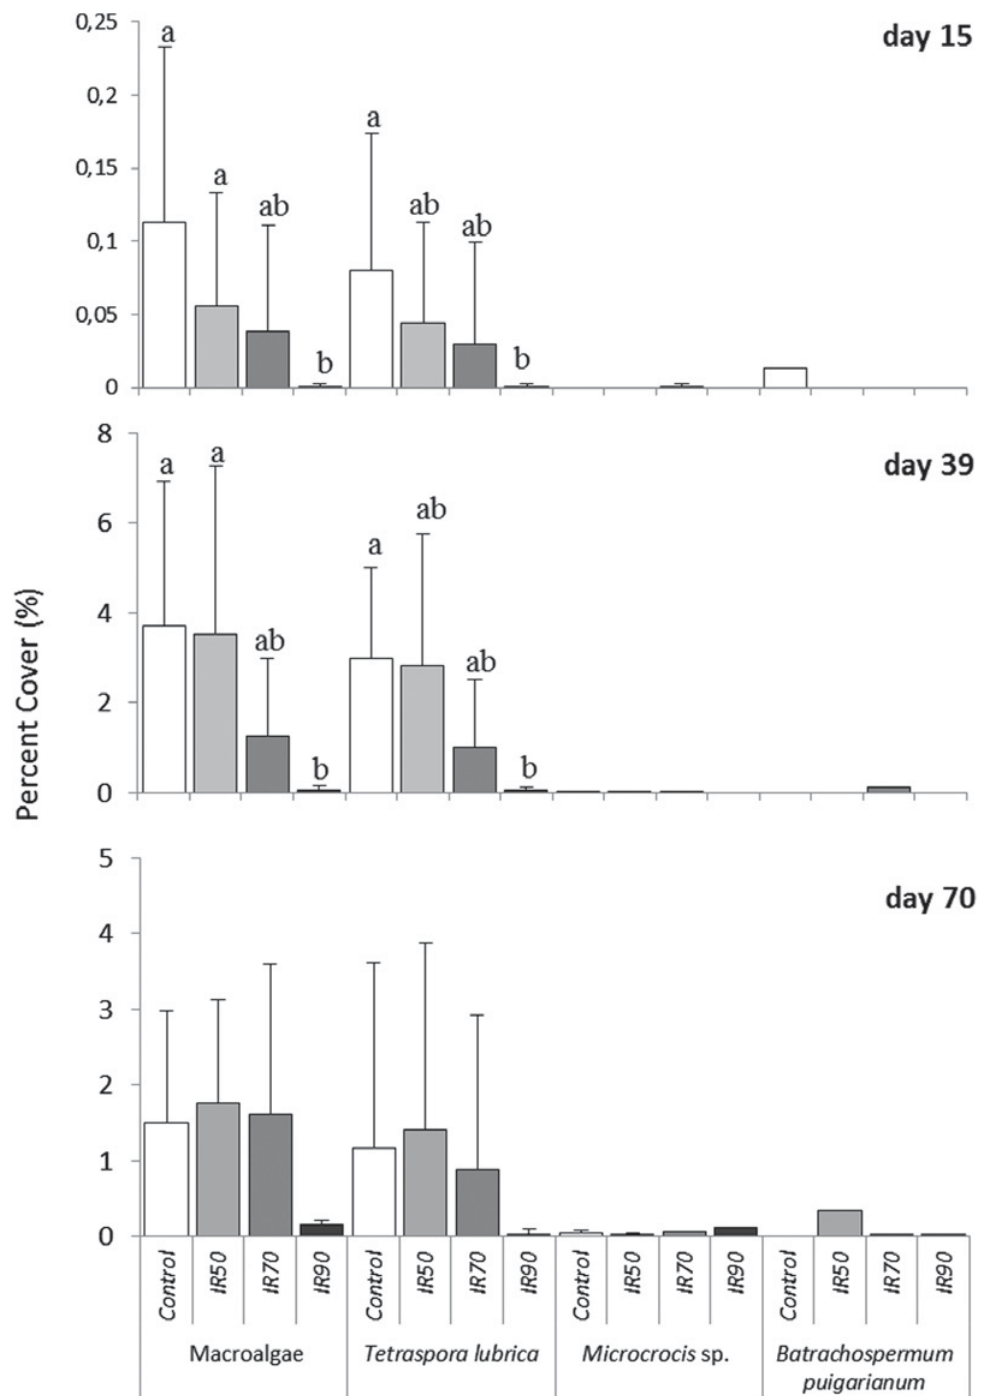 day 15
0,25
0,2
0,15
0,1
0,05
0
a
a
ab
b
a
ab
ab
b
day 39
8
6
4
2
0
a
a
ab
b
a
ab
ab
b
Percent Cover (%)
day 70
5
4
3
2
1
0
Control IR50 IR70 IR90 Control IR50 IR70 IR90 Control IR50 IR70 IR90 Control IR50 IR70 IR90
Macroalgae Tetraspora lubrica Microcrocis sp. Batrachospermum
puigarianum